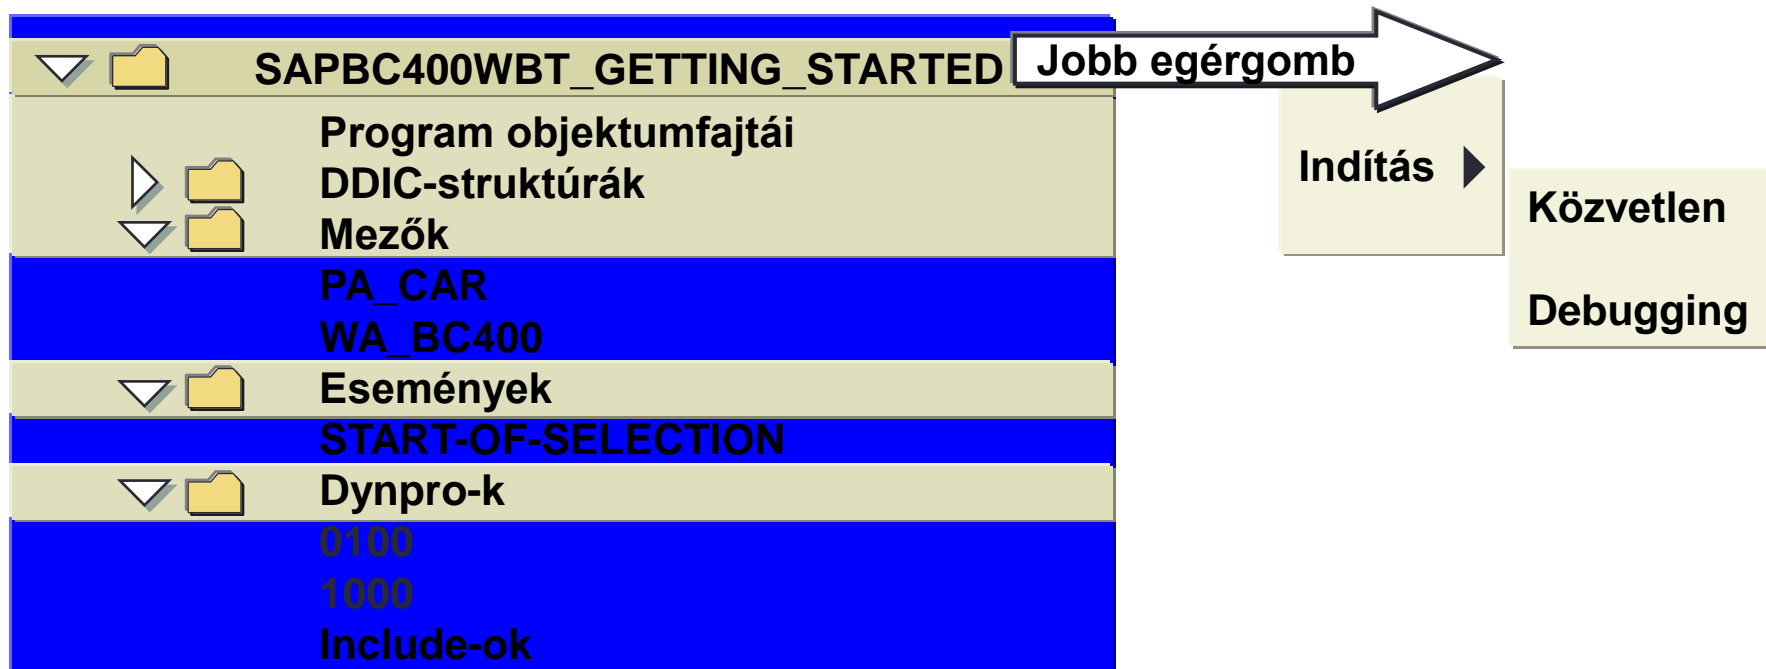 SAPBC400WBT_GETTING_STARTED
Jobb egérgomb
Program objektumfajtái
DDIC-struktúrák
Mezők
PA_CAR
WA_BC400
Események
START-OF-SELECTION
Dynpro-k
0100
1000
Include-ok
Indítás
Közvetlen
Debugging